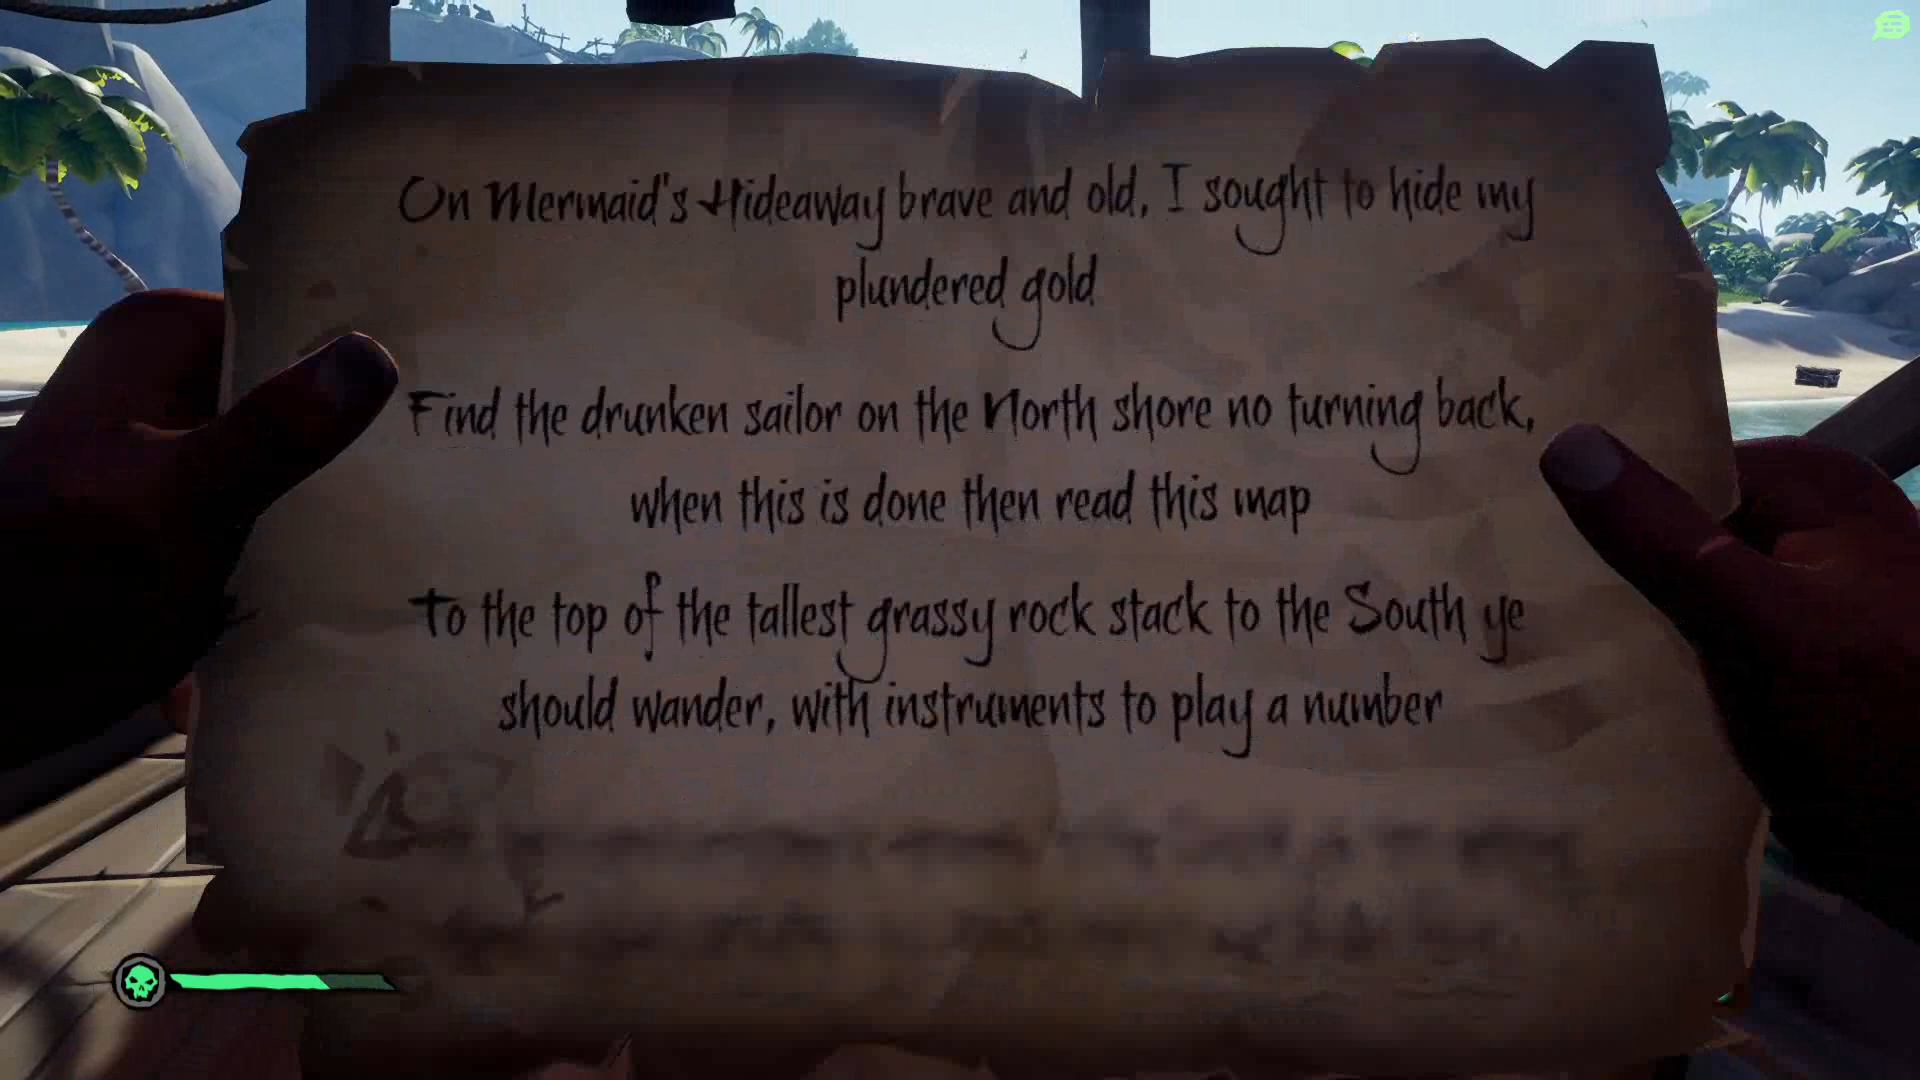 On Mermaid's Hideaway brave and old, I sought to hide my
plundered gold
Find the drunken sailor on the North shore no turning back,
when this is done then read this map
To the top of the tallest grassy rock stack to the South ye
should wander, with instruments to play a number